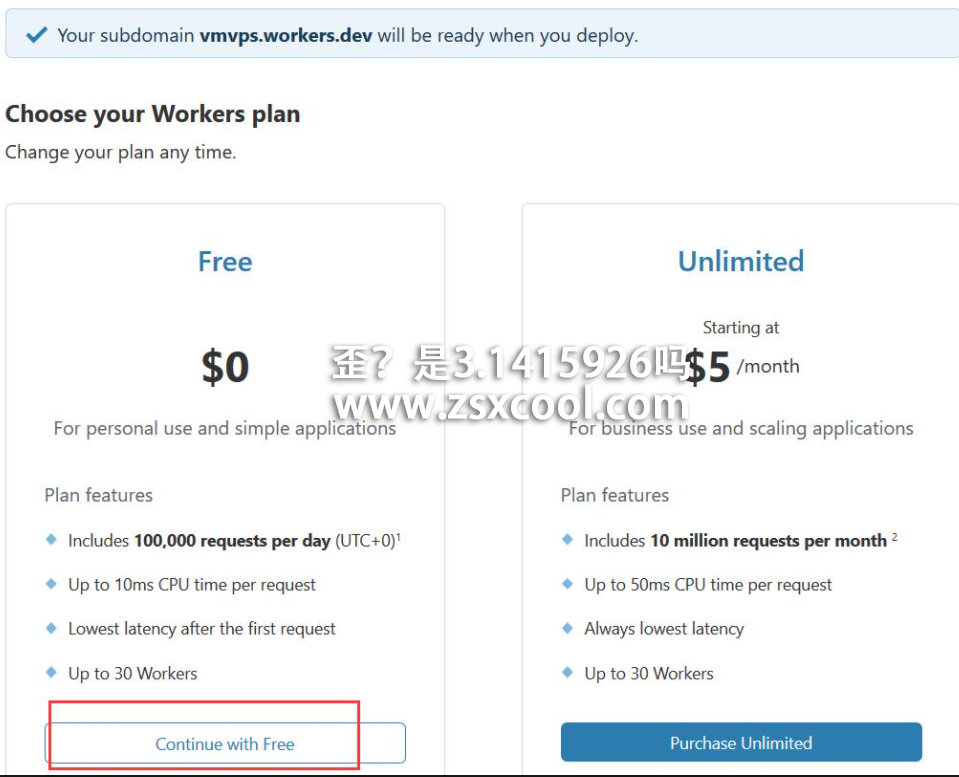 Your subdomain vmvps.workers.dev will be ready when you deploy.
Choose your Workers plan
Change your plan any time.
Free
$0
For personal use and simple applications
Plan features
Includes 100,000 requests per day (UTC+0)¹
Up to 10ms CPU time per request
Lowest latency after the first request
Up to 30 Workers
Continue with Free
Unlimited
Starting at
$5 /month
For business use and scaling applications
Plan features
Includes 10 million requests per month ²
Up to 50ms CPU time per request
Always lowest latency
Up to 30 Workers
Purchase Unlimited
歪？是3.1415926吗
www.zsxcool.com